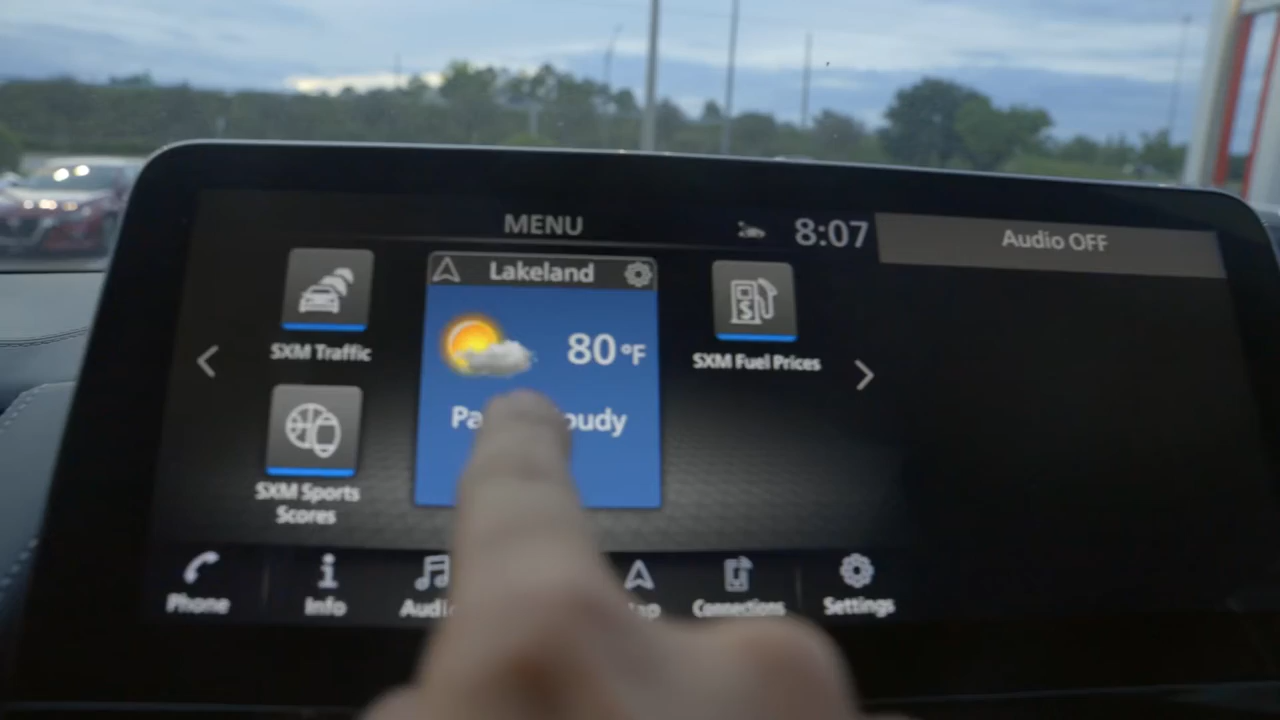 MENU
8:07
Audio OFF
Lakeland
SXM Traffic
80°F
SXM Fuel Prices
SXM Sports
Scores
Phone
Info
Connections
Settings